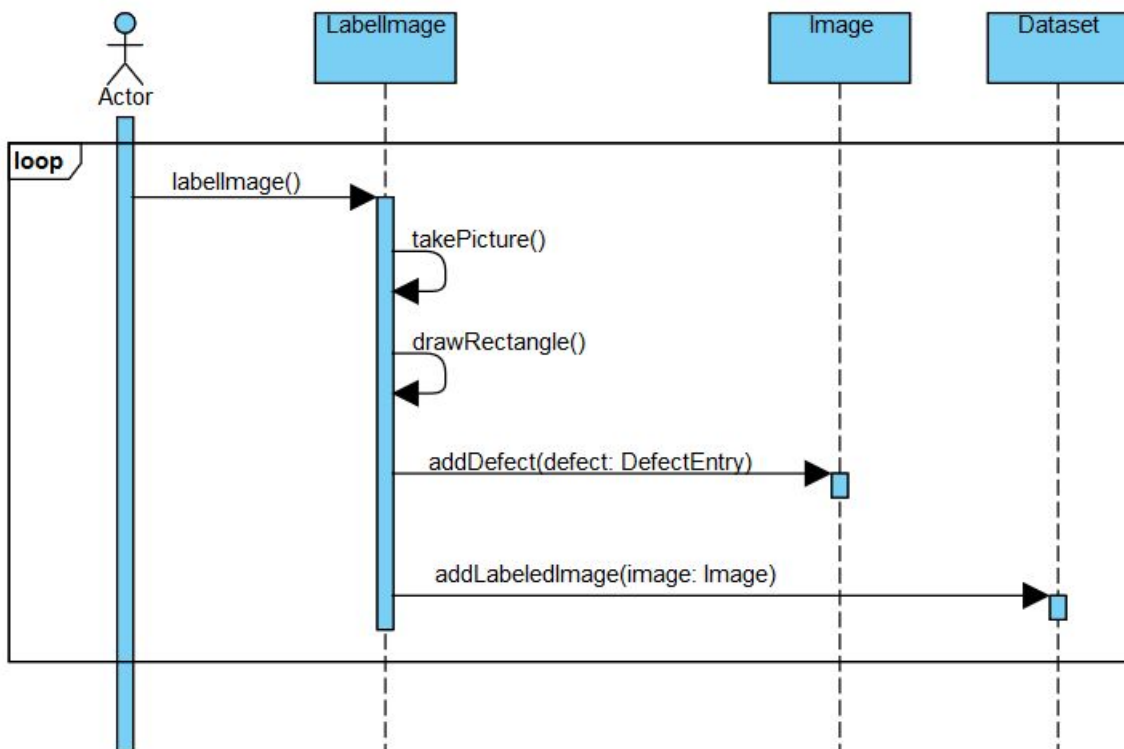 LabelImage
Image
Dataset
Actor
loop
labelImage()
takePicture()
drawRectangle()
addDefect(defect: DefectEntry)
addLabeledImage(image: Image)